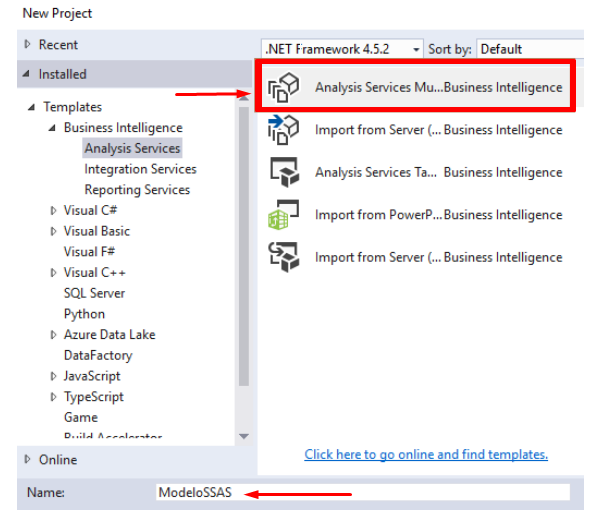 New Project
Recent
.NET Framework 4.5.2 Sort by: Default
Installed
Analysis Services Mu...Business Intelligence
Templates
Business Intelligence
Import from Server (... Business Intelligence
Analysis Services
Integration Services
Analysis Services Ta... Business Intelligence
Reporting Services
Visual C#
Import from PowerP...Business Intelligence
Visual Basic
Visual F#
Import from Server (... Business Intelligence
Visual C++
SQL Server
Python
Azure Data Lake
DataFactory
JavaScript
TypeScript
Game
Build Accelerator
Online
Click here to go online and find templates.
Name: ModeloSSAS